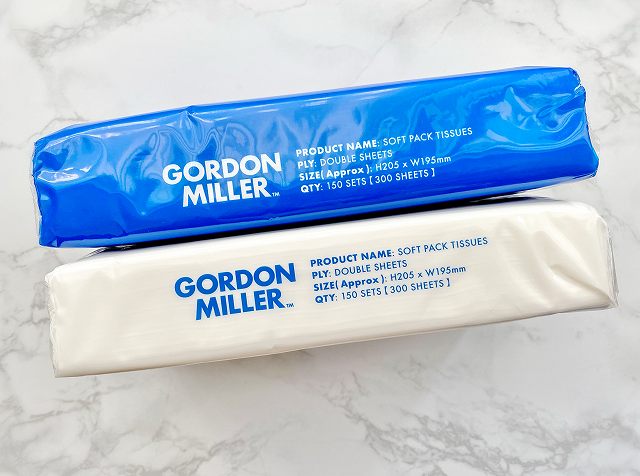 GORDON
MILLER™
PRODUCT NAME: SOFT PACK TISSUES
PLY: DOUBLE SHEETS
SIZE(Approx): H205 x W195mm
QTY: 150 SETS [ 300 SHEETS ]
GORDON
MILLER™
PRODUCT NAME: SOFT PACK TISSUES
PLY: DOUBLE SHEETS
SIZE(Approx): H205 x W195mm
QTY: 150 SETS [ 300 SHEETS ]